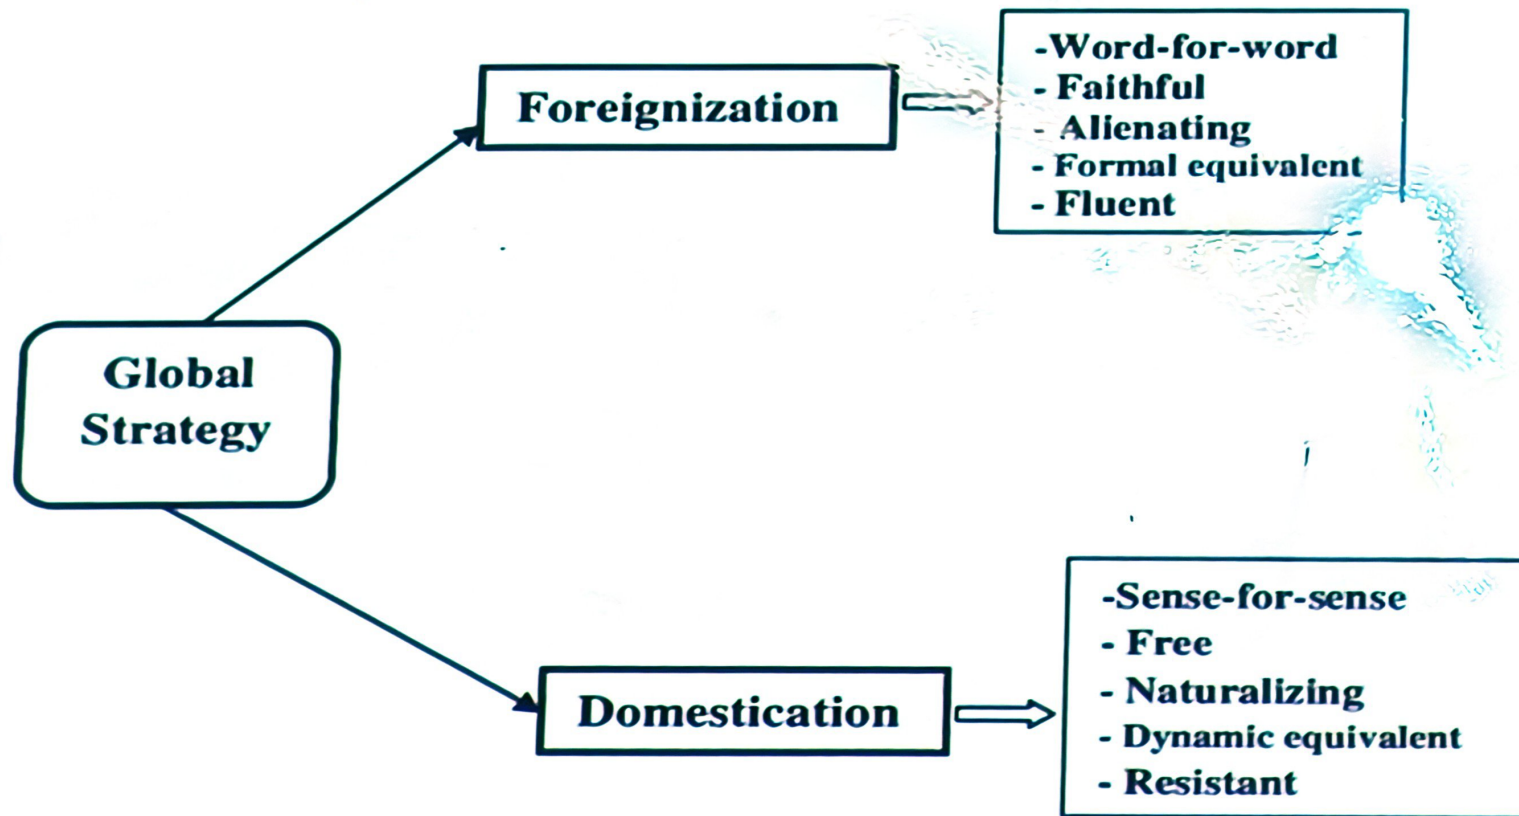 Foreignization
-Word-for-word
- Faithful
- Alienating
- Formal equivalent
- Fluent
Global
Strategy
Domestication
-Sense-for-sense
- Free
- Naturalizing
- Dynamic equivalent
- Resistant